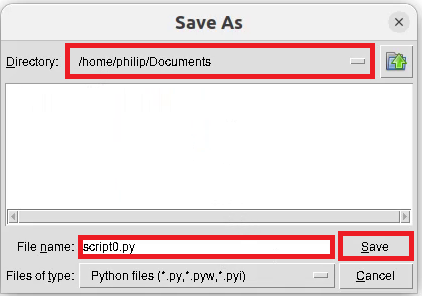 Save As
Directory: /home/philip/Documents
File name: script0.py Save
Files of type: Python files (*.py,*.pyw,*.pyi) Cancel